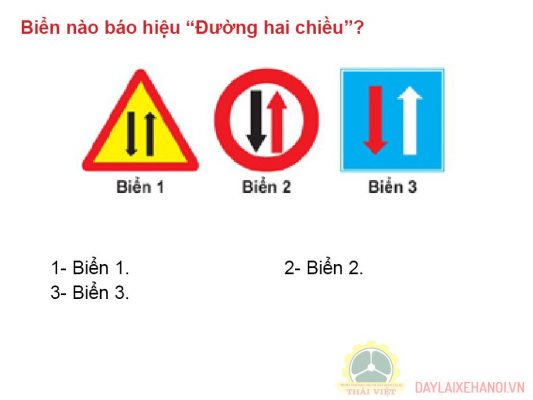 Biển nào báo hiệu “Đường hai chiều”?
Biển 1 Biển 2 Biển 3
1- Biển 1. 2- Biển 2.
3- Biển 3.
THÁI VIỆT
DAYLAIXEHANOI.VN